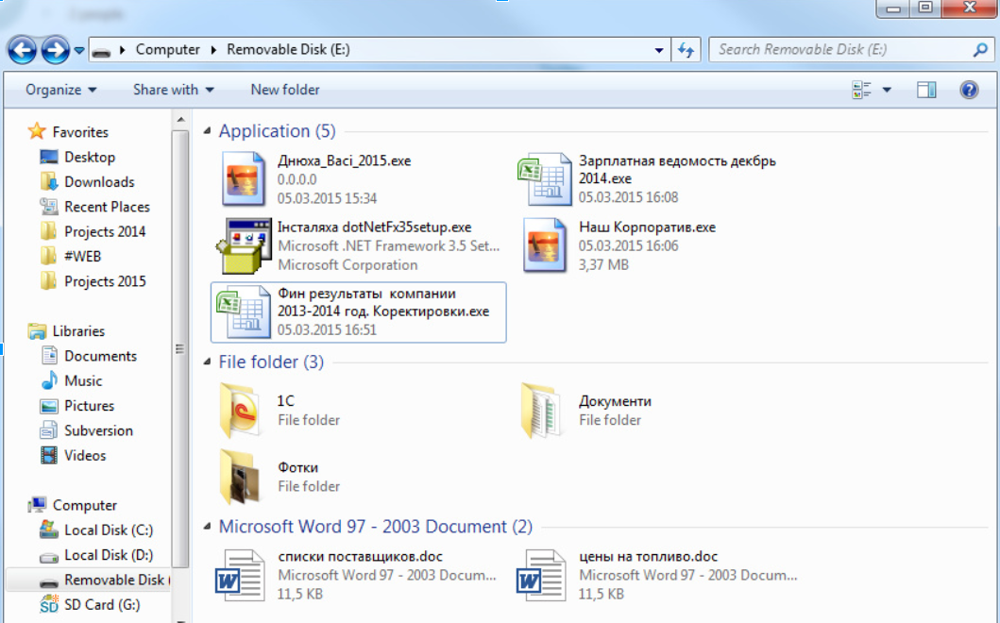 Computer ▸ Removable Disk (E:)
Search Removable Disk (E:)
Organize
Share with
New folder
Favorites
Desktop
Downloads
Recent Places
Projects 2014
#WEB
Projects 2015
Libraries
Documents
Music
Pictures
Subversion
Videos
Computer
Local Disk (C:)
Local Disk (D:)
Removable Disk (
SD Card (G:)
Application (5)
Днюха_Васі_2015.exe
0.0.0.0
05.03.2015 15:34
Зарплатная ведомость декбрь
2014.exe
05.03.2015 16:08
Інсталяха dotNetFx35setup.exe
Microsoft .NET Framework 3.5 Set...
Microsoft Corporation
Наш Корпоратив.exe
05.03.2015 16:06
3,37 MB
Фин результаты компании
2013-2014 год. Коректировки.exe
05.03.2015 16:51
File folder (3)
1C
File folder
Документи
File folder
Фотки
File folder
Microsoft Word 97 - 2003 Document (2)
списки поставщиков.doc
Microsoft Word 97 - 2003 Docum...
11,5 KB
цены на топливо.doc
Microsoft Word 97 - 2003 Docum...
11,5 KB